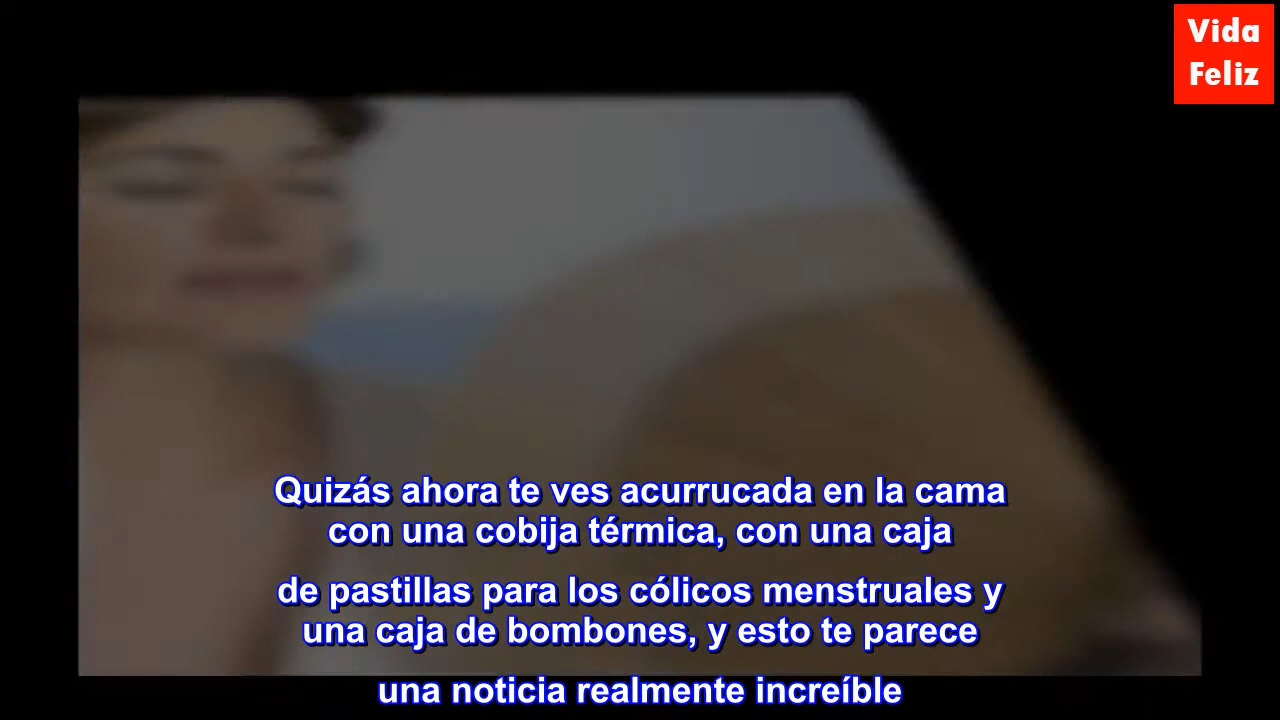 Vida
Feliz
Quizás ahora te ves acurrucada en la cama
con una cobija térmica, con una caja
de pastillas para los cólicos menstruales y
una caja de bombones, y esto te parece
una noticia realmente increíble